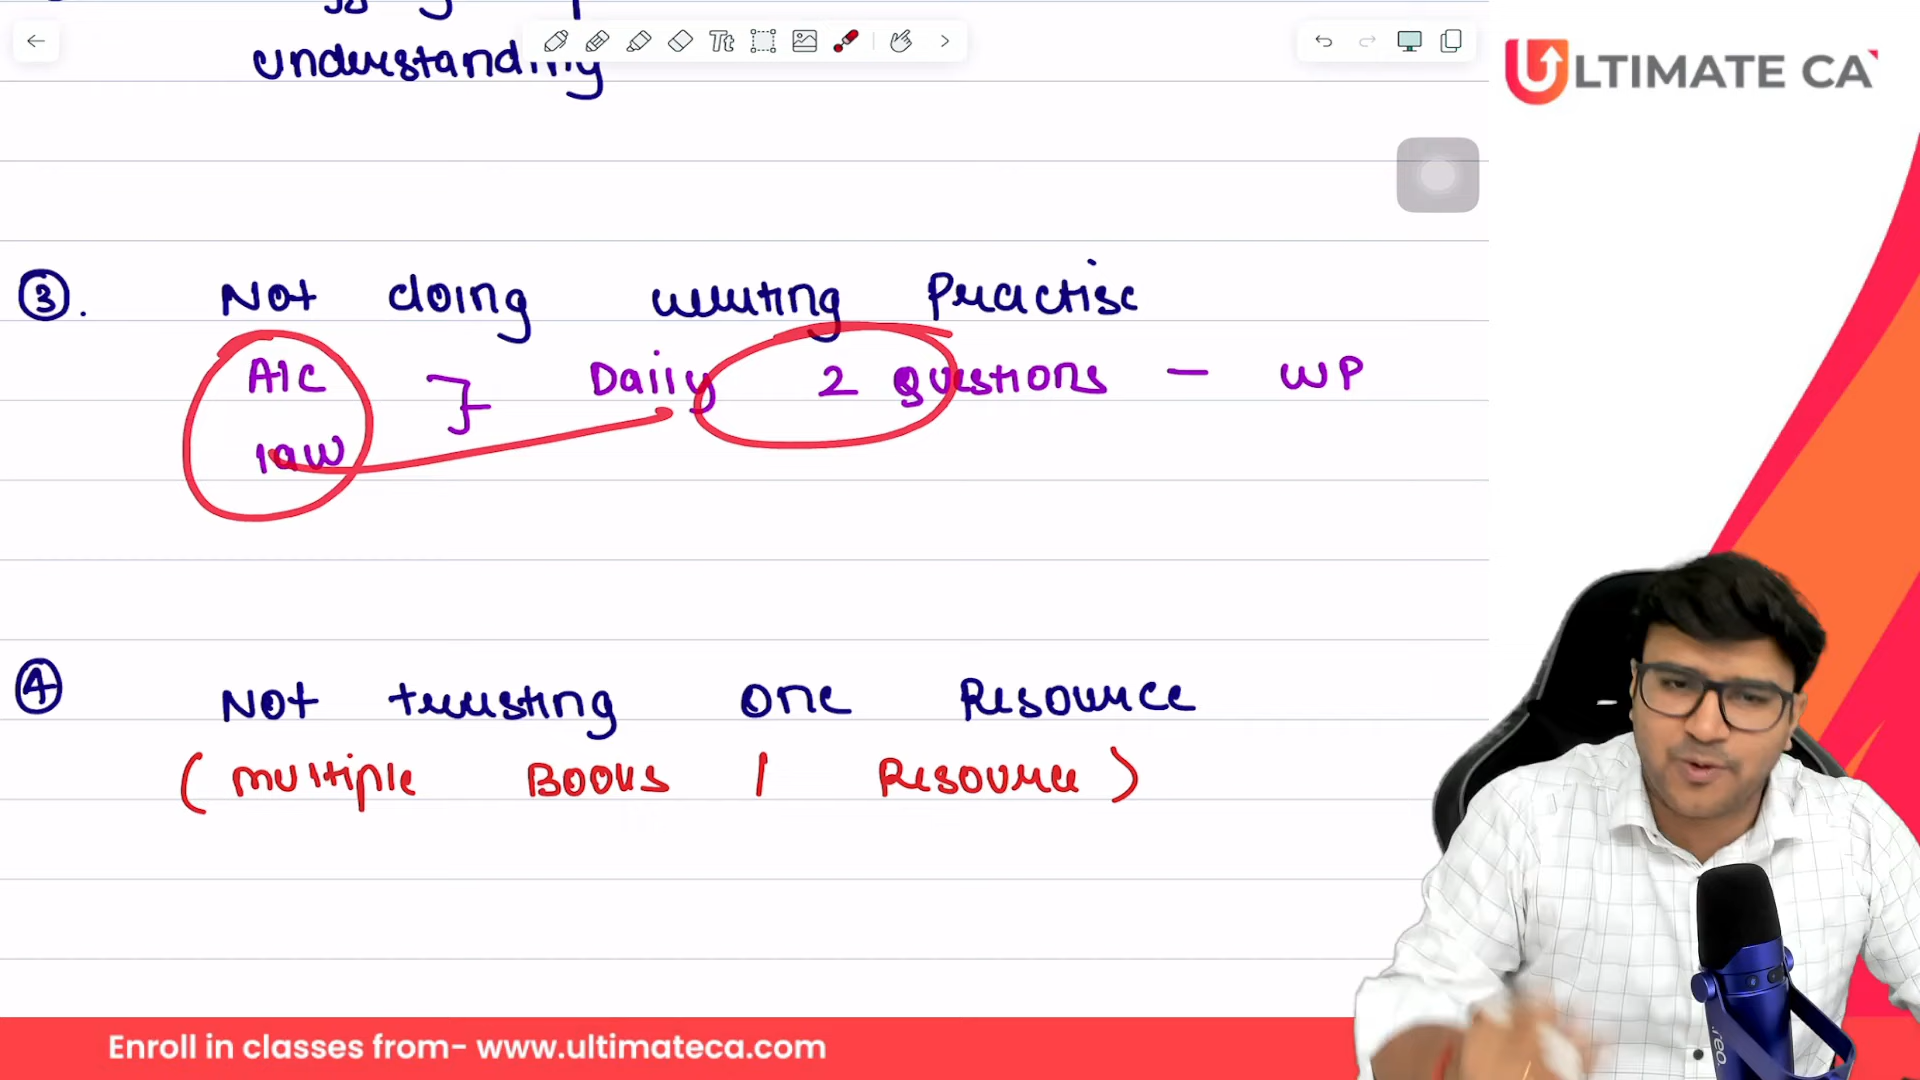 understanding
ULTIMATE CA
3. Not doing writing Practise
A1C } Daily 2 Questions - WP
law
4 Not trusting one Resource
(multiple Books / Resource)
Enroll in classes from- www.ultimateca.com